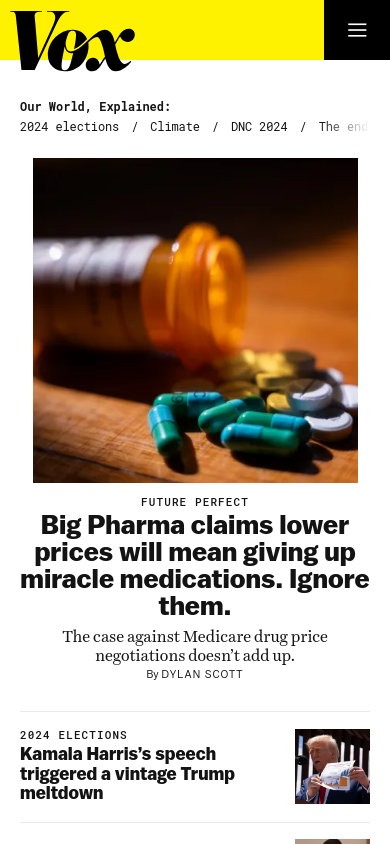 Vox
Our World, Explained:
2024 elections / Climate / DNC 2024 / The end
FUTURE PERFECT
Big Pharma claims lower
prices will mean giving up
miracle medications. Ignore
them.
The case against Medicare drug price
negotiations doesn’t add up.
By DYLAN SCOTT
2024 ELECTIONS
Kamala Harris’s speech
triggered a vintage Trump
meltdown